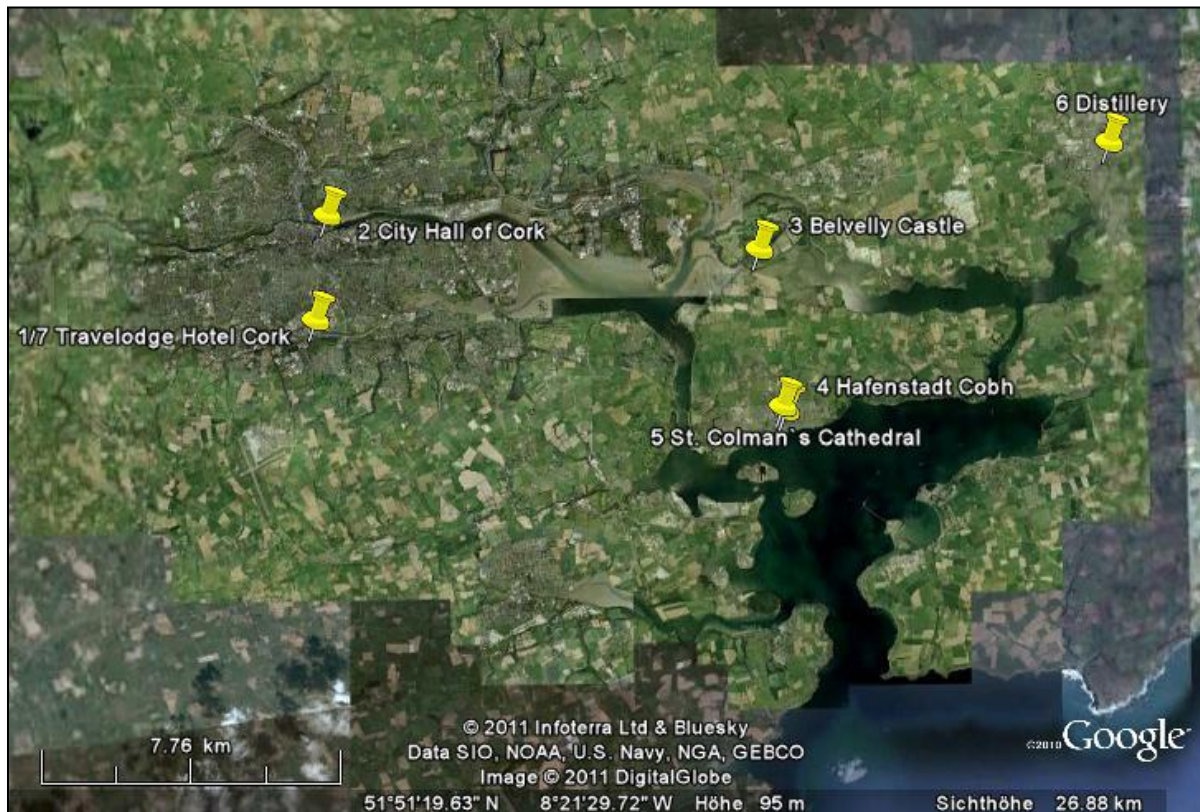 6 Distillery
2 City Hall of Cork
3 Belvelly Castle
1/7 Travelodge Hotel Cork
4 Hafenstadt Cobh
5 St. Colman`s Cathedral
7.76 km
© 2011 Infoterra Ltd & Bluesky
Data SIO, NOAA, U.S. Navy, NGA, GEBCO
Image © 2011 DigitalGlobe
©2010 Google
51°51'19.63" N 8°21'29.72" W Höhe 95 m Sichthöhe 26.88 km